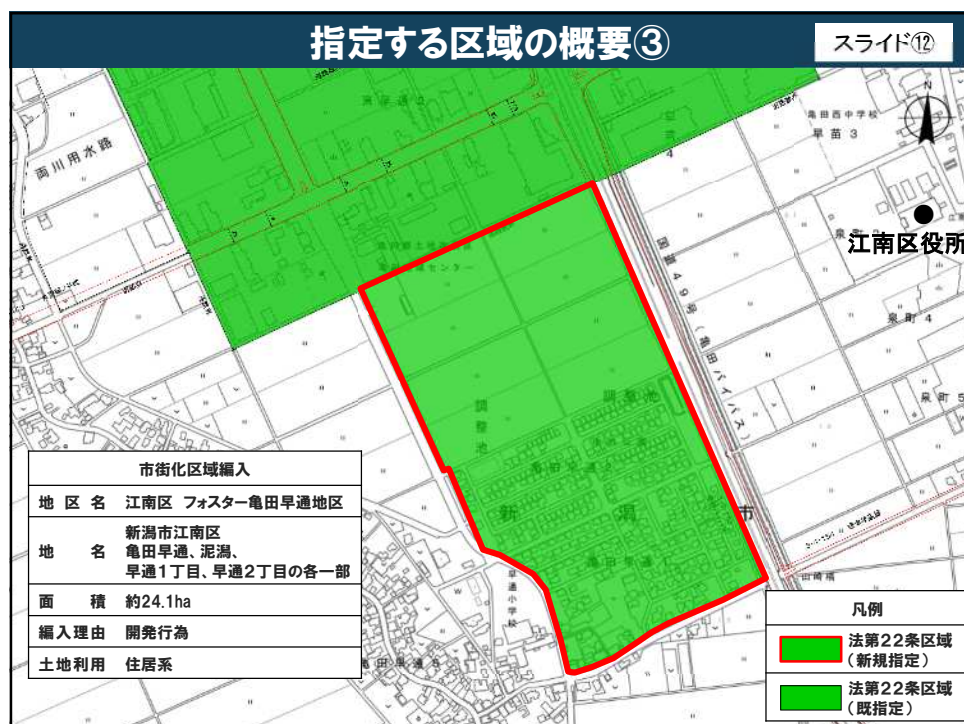 指定する区域の概要③
スライド⑫
両川用水路
亀田西中学校
早苗3
江南区役所
泉町4
泉町5
国道49号(亀田バイパス)
調整池
調整池
新潟市
早通小学校
山崎橋
市街化区域編入
地区名 江南区 フォスター亀田早通地区
地名 新潟市江南区
亀田早通、泥潟、
早通1丁目、早通2丁目の各一部
面積 約24.1ha
編入理由 開発行為
土地利用 住居系
凡例
法第22条区域
(新規指定)
法第22条区域
(既指定)